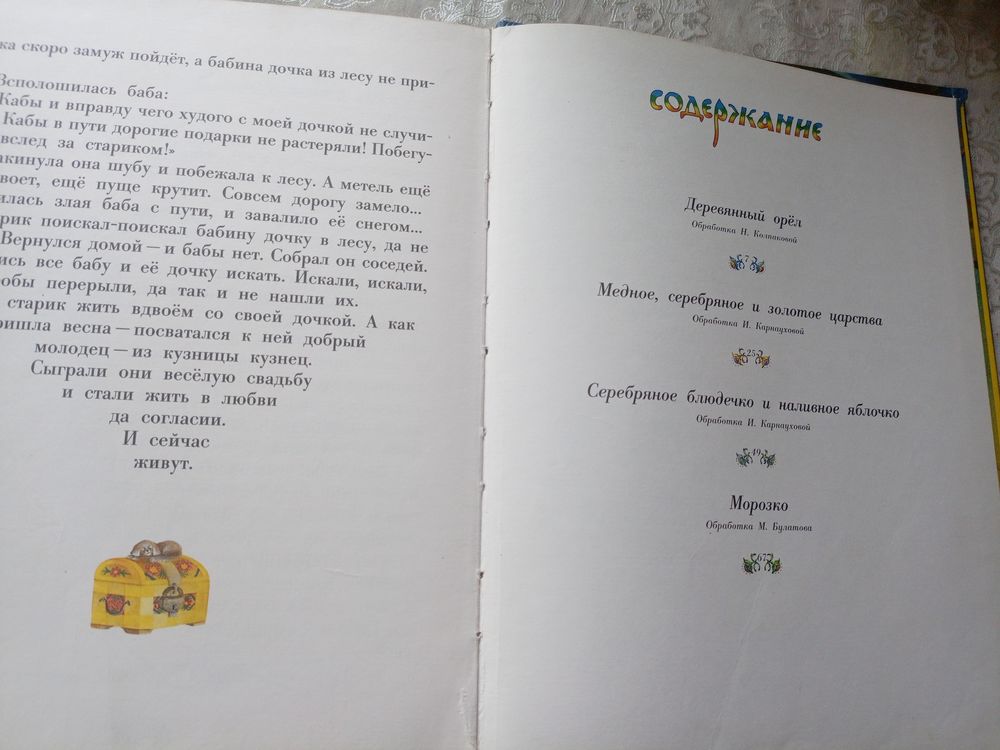 ка скоро замуж пойдёт, а бабина дочка из лесу не при-
Всполошилась баба:
Кабы и вправду чего худого с моей дочкой не случи-
Кабы в пути дорогие подарки не растеряли! Побегу-
вслед за стариком!»
акинула она шубу и побежала к лесу. А метель ещё
воет, ещё пуще крутит. Совсем дорогу замело...
илась злая баба с пути, и завалило её снегом...
рик поискал-поискал бабину дочку в лесу, да не
Вернулся домой — и бабы нет. Собрал он соседей.
ись все бабу и её дочку искать. Искали, искали,
робы перерыли, да так и не нашли их.
старик жить вдвоём со своей дочкой. А как
ришла весна — посватался к ней добрый
молодец — из кузницы кузнец.
Сыграли они весёлую свадьбу
и стали жить в любви
да согласии.
И сейчас
живут.
СОДЕРЖАНИЕ
Деревянный орёл
Обработка Н. Колпаковой
7
Медное, серебряное и золотое царства
Обработка И. Карнауховой
25
Серебряное блюдечко и наливное яблочко
Обработка И. Карнауховой
49
Морозко
Обработка М. Булатова
67